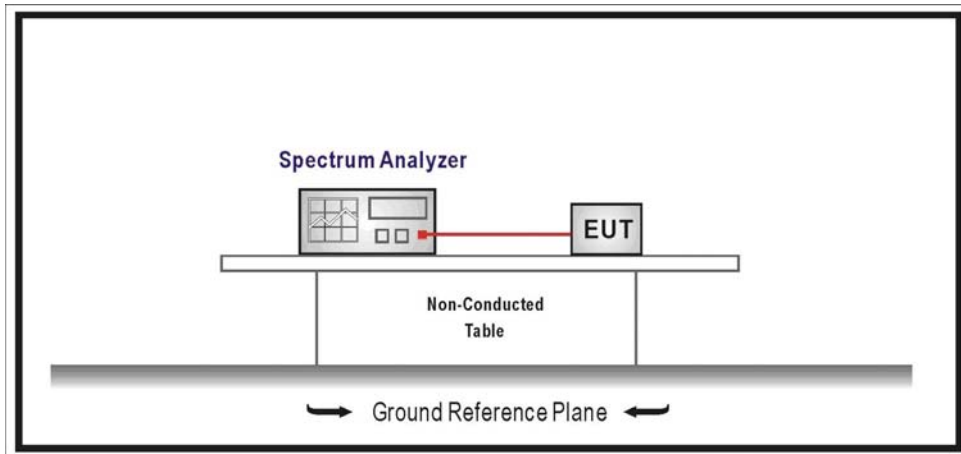 Spectrum Analyzer
EUT
Non-Conducted
Table
Ground Reference Plane